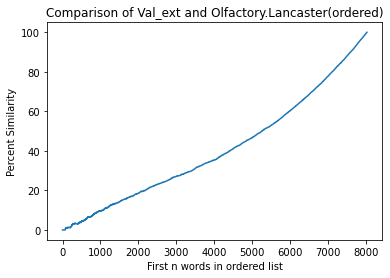 Comparison of Val_ext and Olfactory.Lancaster(ordered)
100
80
60
40
20
0
Percent Similarity
0 1000 2000 3000 4000 5000 6000 7000 8000
First n words in ordered list